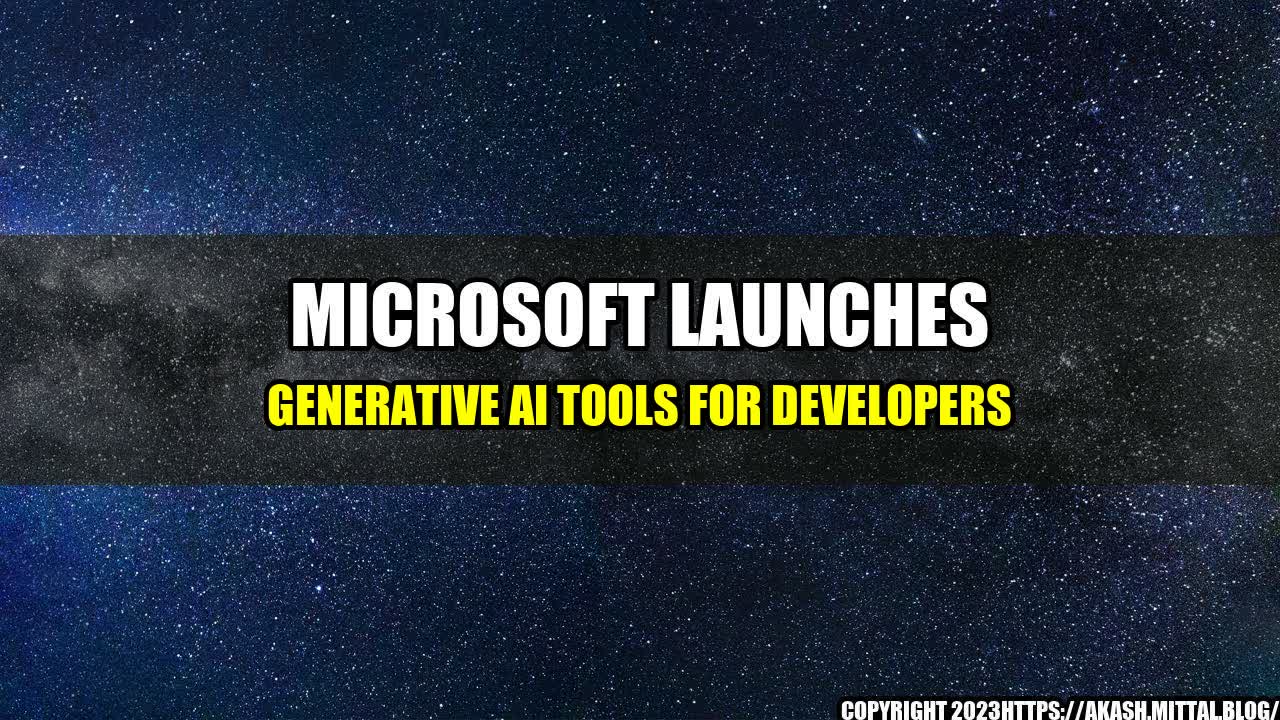 MICROSOFT LAUNCHES
GENERATIVE AI TOOLS FOR DEVELOPERS
COPYRIGHT 2023HTTPS://AKASH.MITTAL.BLOG/